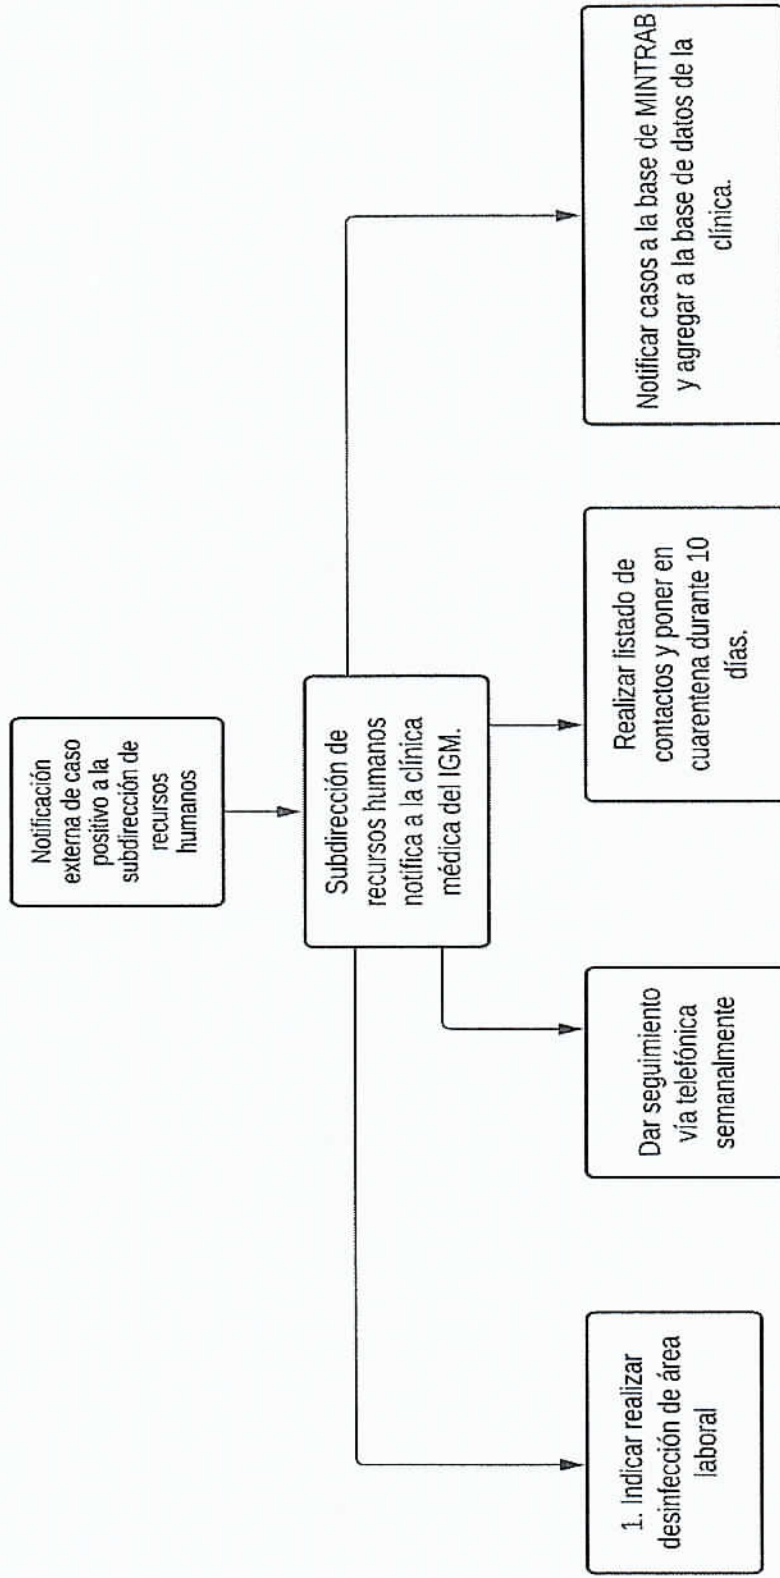 Notificación
externa de caso
positivo a la
subdirección de
recursos
humanos
Subdirección de
recursos humanos
notifica a la clínica
médica del IGM.
1. Indicar realizar
desinfección de área
laboral
Dar seguimiento
vía telefónica
semanalmente
Realizar listado de
contactos y poner en
cuarentena durante 10
días.
Notificar casos a la base de MINTRAB
y agregar a la base de datos de la
clínica.